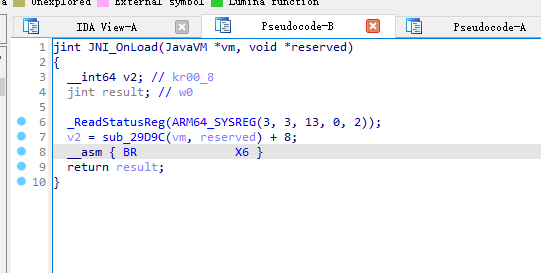 Unexplored External symbol Lumina function
IDA View-A Pseudocode-B Pseudocode-A
1 jint JNI_OnLoad(JavaVM *vm, void *reserved)
2 {
3 __int64 v2; // kr00_8
4 jint result; // w0
5
6 _ReadStatusReg(ARM64_SYSREG(3, 3, 13, 0, 2));
7 v2 = sub_29D9C(vm, reserved) + 8;
8 __asm { BR X6 }
9 return result;
10 }